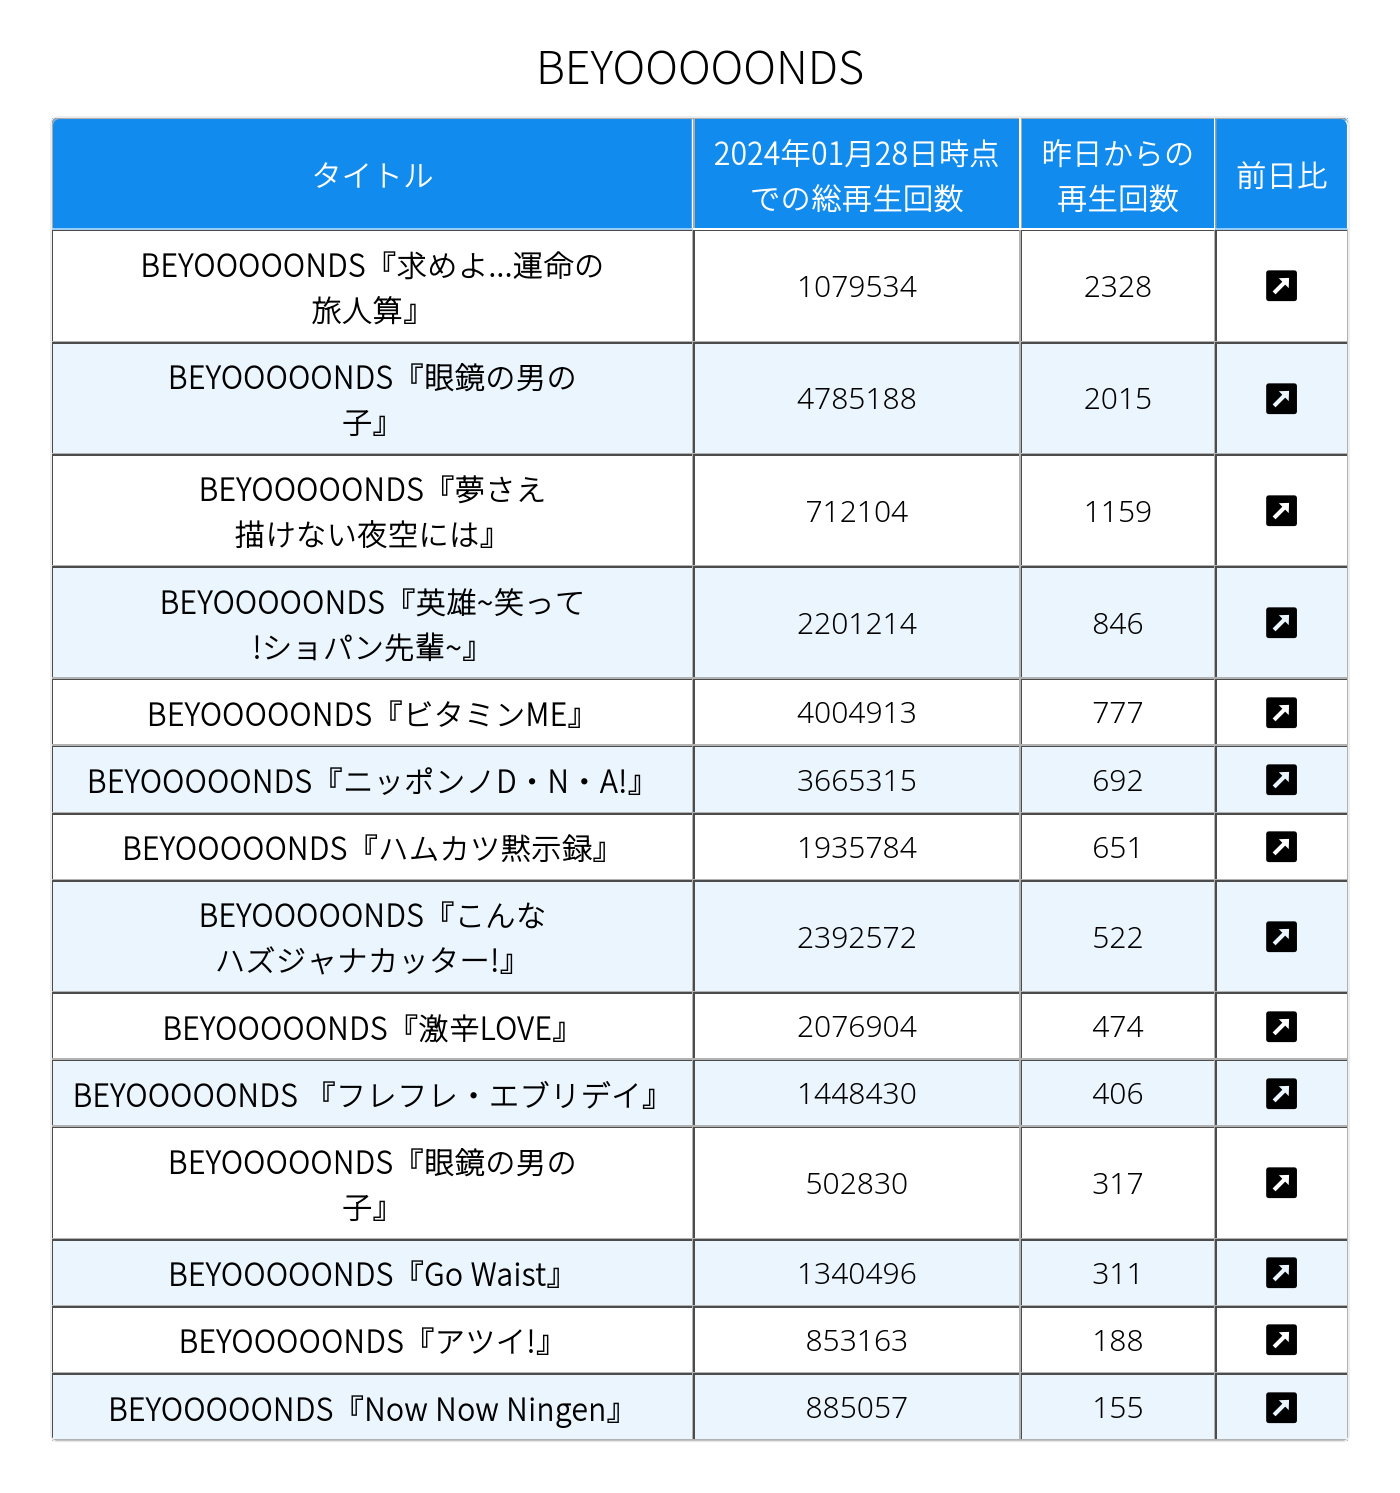 BEYOOOOONDS
タイトル
2024年01月28日時点
での総再生回数
昨日からの
再生回数
前日比
BEYOOOOONDS『求めよ...運命の
旅人算』
1079534
2328
BEYOOOOONDS『眼鏡の男の
子』
4785188
2015
BEYOOOOONDS『夢さえ
描けない夜空には』
712104
1159
BEYOOOOONDS『英雄~笑って
!ショパン先輩~』
2201214
846
BEYOOOOONDS『ビタミンME』
4004913
777
BEYOOOOONDS『ニッポンノD・N・A!』
3665315
692
BEYOOOOONDS『ハムカツ黙示録』
1935784
651
BEYOOOOONDS『こんな
ハズジャナカッター!』
2392572
522
BEYOOOOONDS『激辛LOVE』
2076904
474
BEYOOOOONDS 『フレフレ・エブリデイ』
1448430
406
BEYOOOOONDS『眼鏡の男の
子』
502830
317
BEYOOOOONDS『Go Waist』
1340496
311
BEYOOOOONDS『アツイ!』
853163
188
BEYOOOOONDS『Now Now Ningen』
885057
155